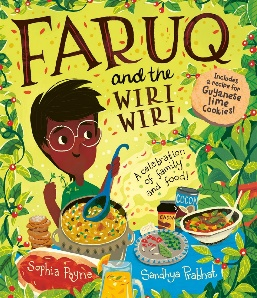 FARUQ
and the
WIRI
WIRI
Includes
a recipe for
Guyanese
lime
Cookies!
A celebration
of family
and food!
COCOA
CACAO
Sophia Payne
Sandhya Prabhat